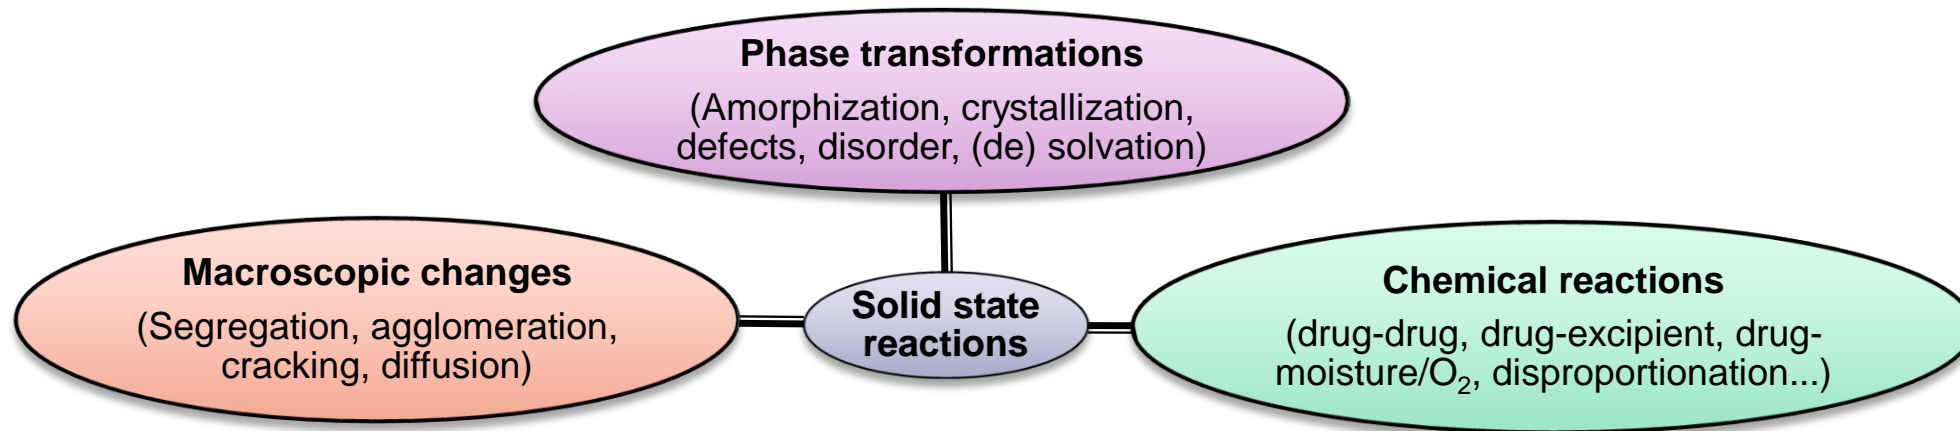 Phase transformations
(Amorphization, crystallization,
defects, disorder, (de) solvation)
Macroscopic changes
(Segregation, agglomeration,
cracking, diffusion)
Solid state
reactions
Chemical reactions
(drug-drug, drug-excipient, drug-
moisture/O₂, disproportionation...)